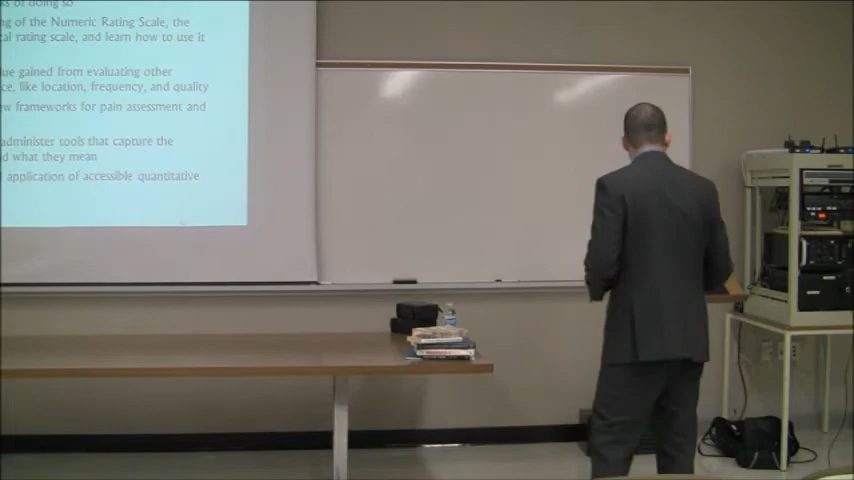 ks of doing so
ng of the Numeric Rating Scale, the
cal rating scale, and learn how to use it
lue gained from evaluating other
ce, like location, frequency, and quality
ew frameworks for pain assessment and
administer tools that capture the
d what they mean
l application of accessible quantitative